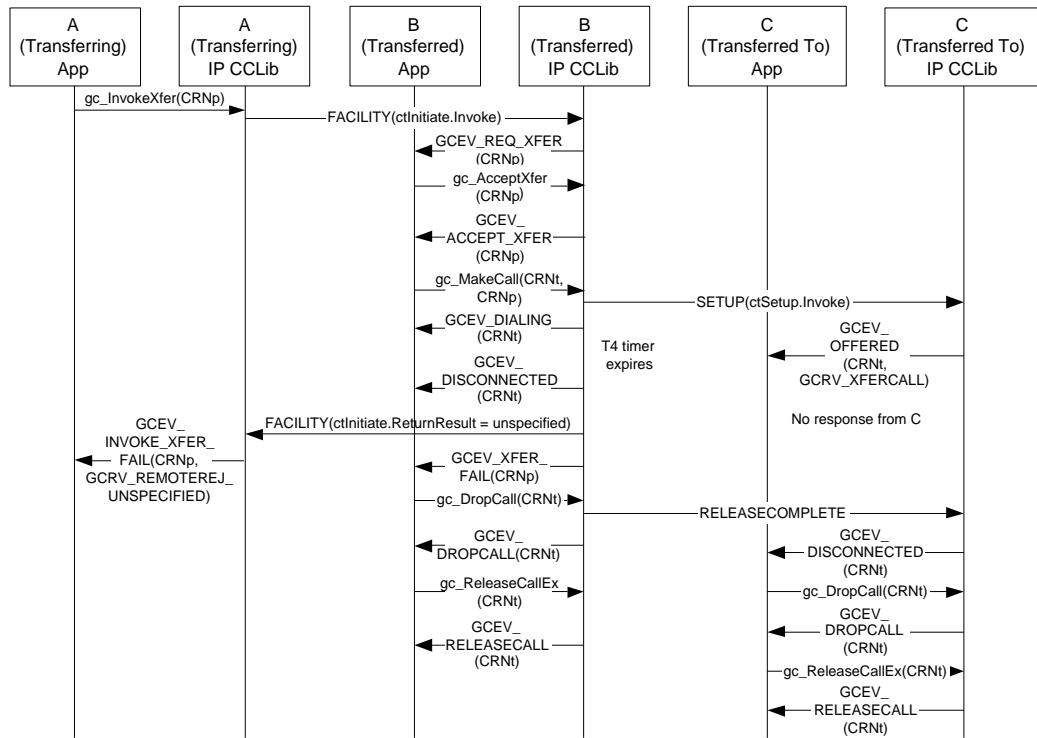 A
(Transferring)
App
A
(Transferring)
IP CCLib
B
(Transferred)
App
B
(Transferred)
IP CCLib
C
(Transferred To)
App
C
(Transferred To)
IP CCLib
gc_InvokeXfer(CRNp)
FACILITY(ctInitiate.Invoke)
GCEV_REQ_XFER
(CRNp)
gc_AcceptXfer
(CRNp)
GCEV_
ACCEPT_XFER
(CRNp)
gc_MakeCall(CRNt,
CRNp)
SETUP(ctSetup.Invoke)
GCEV_DIALING
(CRNt)
T4 timer
expires
GCEV_
OFFERED
(CRNt,
GCRV_XFERCALL)
GCEV_
DISCONNECTED
(CRNt)
No response from C
FACILITY(ctInitiate.ReturnResult = unspecified)
GCEV_
INVOKE_XFER_
FAIL(CRNp,
GCRV_REMOTEREJ_
UNSPECIFIED)
GCEV_XFER_
FAIL(CRNp)
gc_DropCall(CRNt)
RELEASECOMPLETE
GCEV_
DROPCALL(CRNt)
GCEV_
DISCONNECTED
(CRNt)
gc_ReleaseCallEx
(CRNt)
gc_DropCall(CRNt)
GCEV_
RELEASECALL
(CRNt)
GCEV_
DROPCALL
(CRNt)
gc_ReleaseCallEx(CRNt)
GCEV_
RELEASECALL
(CRNt)